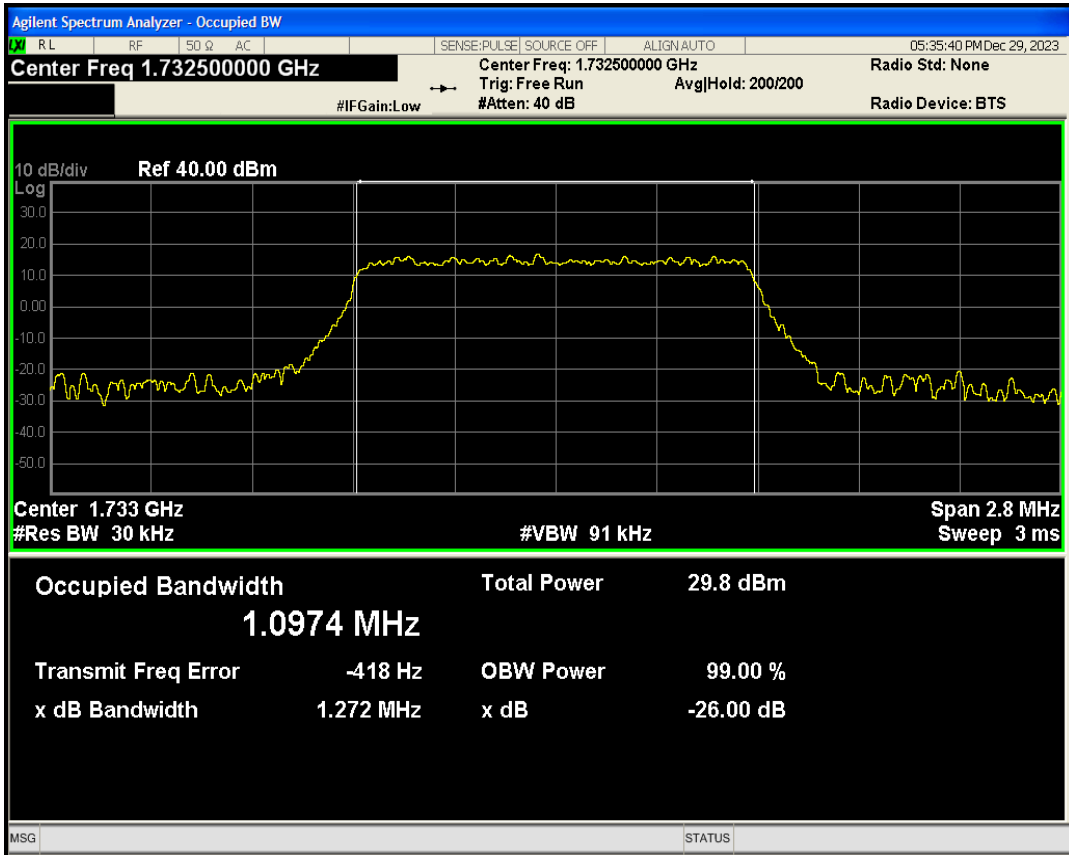 Agilent Spectrum Analyzer - Occupied BW
LXI RL RF 50 Ω AC SENSE:PULSE SOURCE OFF ALIGN AUTO 05:35:40 PM Dec 29, 2023
Center Freq 1.732500000 GHz Center Freq: 1.732500000 GHz Radio Std: None
Trig: Free Run Avg|Hold: 200/200
#IFGain:Low #Atten: 40 dB Radio Device: BTS
10 dB/div Ref 40.00 dBm
Log
30.0
20.0
10.0
0.00
-10.0
-20.0
-30.0
-40.0
-50.0
Center 1.733 GHz Span 2.8 MHz
#Res BW 30 kHz #VBW 91 kHz Sweep 3 ms
Occupied Bandwidth Total Power 29.8 dBm
1.0974 MHz
Transmit Freq Error -418 Hz OBW Power 99.00 %
x dB Bandwidth 1.272 MHz x dB -26.00 dB
MSG STATUS